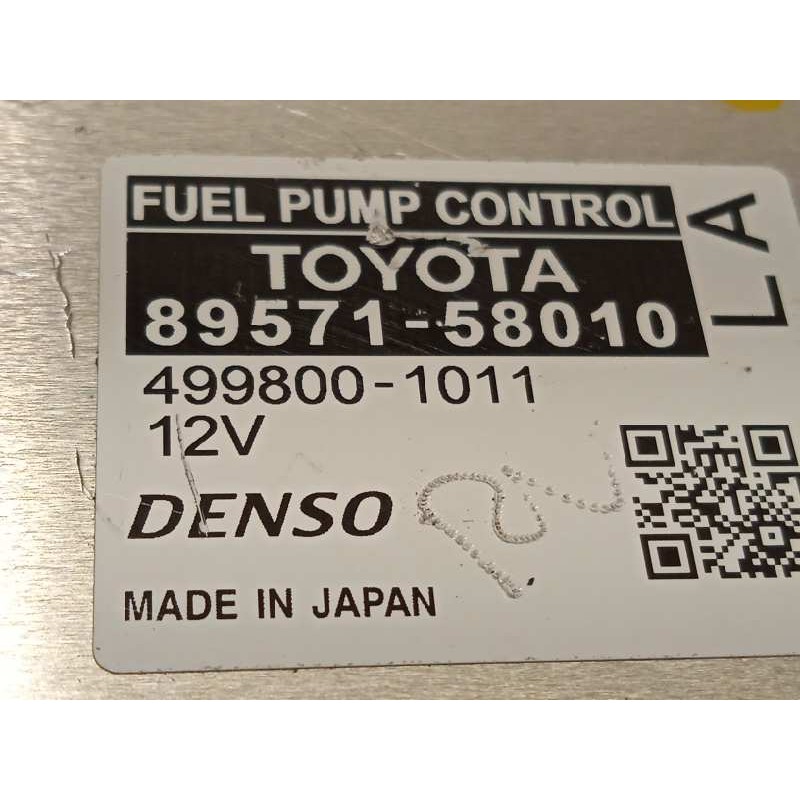 FUEL PUMP CONTROL
TOYOTA
89571-58010
LA
499800-1011
12V
DENSO
MADE IN JAPAN